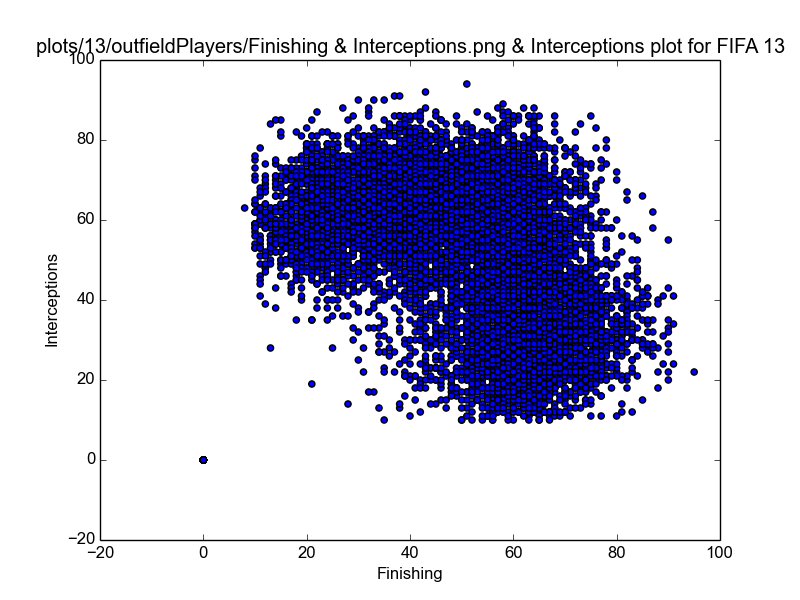 plots/13/outfieldPlayers/Finishing & Interceptions.png & Interceptions plot for FIFA 13
100
80
60
40
20
0
−20
Interceptions
−20 0 20 40 60 80 100
Finishing